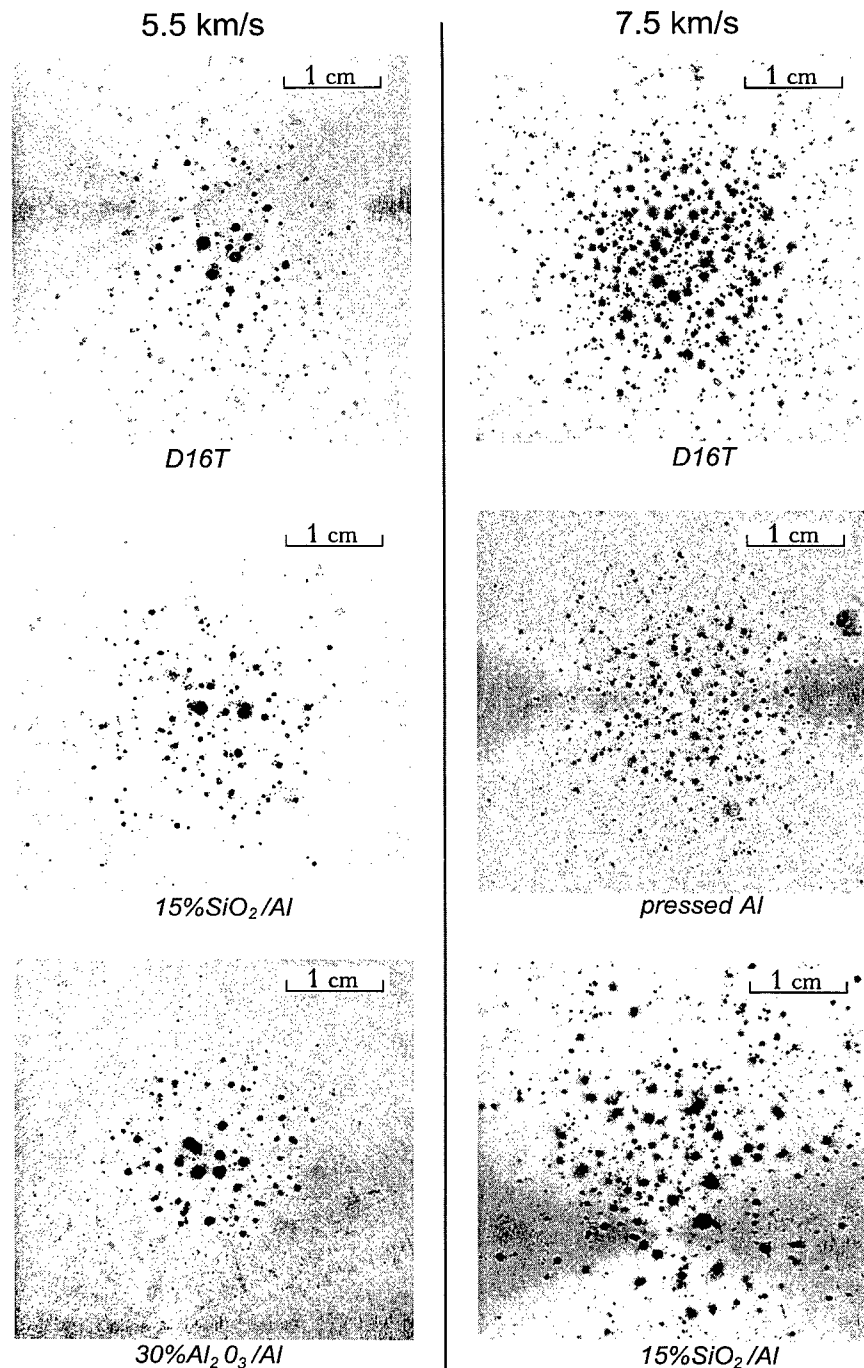 5.5 km/s
7.5 km/s
1 cm
1 cm
D16T
D16T
1 cm
1 cm
15%SiO₂/Al
pressed Al
1 cm
1 cm
30%Al₂O₃/Al
15%SiO₂/Al